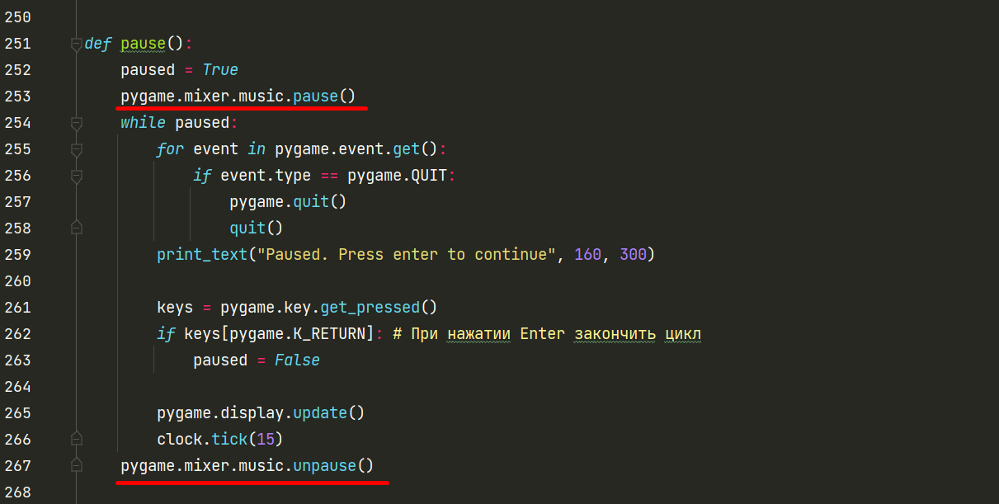 250
251 def pause():
252 paused = True
253 pygame.mixer.music.pause()
254 while paused:
255 for event in pygame.event.get():
256 if event.type == pygame.QUIT:
257 pygame.quit()
258 quit()
259 print_text("Paused. Press enter to continue", 160, 300)
260
261 keys = pygame.key.get_pressed()
262 if keys[pygame.K_RETURN]: # При нажатии Enter закончить цикл
263 paused = False
264
265 pygame.display.update()
266 clock.tick(15)
267 pygame.mixer.music.unpause()
268